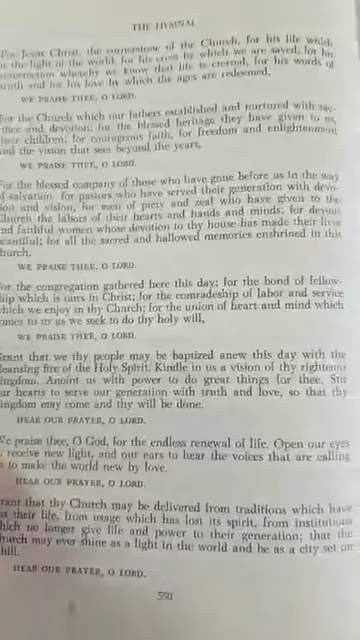 THE HYMNAL
For Jesus Christ, the cornerstone of the Church, for his life which
is the light of the world, for his cross by which we are saved, for his
resurrection whereby we know that life is eternal, for his words of
truth and for his love by which the ages are redeemed,
WE PRAISE THEE, O LORD.
For the Church which our fathers established and nurtured with sac-
rifice and devotion; for the blessed heritage they have given to us,
their children; for courageous faith, for freedom and enlightenment
and the vision that sees beyond the years,
WE PRAISE THEE, O LORD.
For the blessed company of those who have gone before us in the way
of salvation for pastors who have served their generation with devo-
ion and vision; for men of piety and zeal who have given to the
Church the labors of their hearts and hands and minds; for devout
and faithful women whose devotion to thy house has made their lives
beautiful; for all the sacred and hallowed memories enshrined in this
hurch,
WE PRAISE THEE, O LORD.
or the congregation gathered here this day; for the bond of fellow-
hip which is ours in Christ; for the comradeship of labor and service
which we enjoy in thy Church; for the union of heart and mind which
omes to us as we seek to do thy holy will,
WE PRAISE THEE, O LORD.
Grant that we thy people may be baptized anew this day with the
leansing fire of the Holy Spirit. Kindle in us a vision of thy righteous
ingdom. Anoint us with power to do great things for thee. Stir
ur hearts to serve our generation with truth and love, so that thy
ingdom may come and thy will be done.
HEAR OUR PRAYER, O LORD.
We praise thee, O God, for the endless renewal of life. Open our eyes
o receive new light, and our ears to hear the voices that are calling
s to make the world new by love.
HEAR OUR PRAYER, O LORD.
rant that thy Church may be delivered from traditions which have
st their life, from usage which has lost its spirit, from institutions
hich no longer give life and power to their generation; that the
hurch may ever shine as a light in the world and be as a city set on
hill.
HEAR OUR PRAYER, O LORD.
550